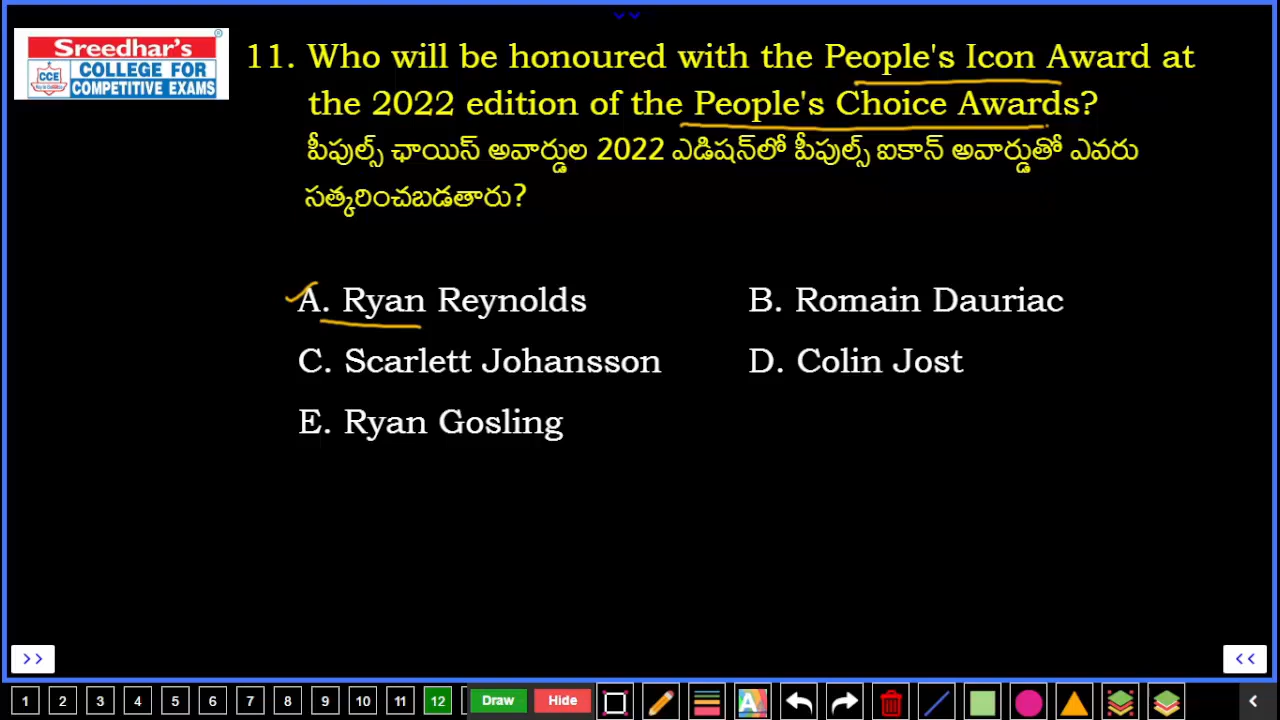 Sreedhar's
CCE
COLLEGE FOR
COMPETITIVE EXAMS
11. Who will be honoured with the People's Icon Award at
the 2022 edition of the People's Choice Awards?
పీపుల్స్ ఛాయిస్ అవార్డుల 2022 ఎడిషన్‌లో పీపుల్స్ ఐకాన్ అవార్డుతో ఎవరు
సత్కరించబడతారు?
A. Ryan Reynolds
B. Romain Dauriac
C. Scarlett Johansson
D. Colin Jost
E. Ryan Gosling
>>
<<
1 2 3 4 5 6 7 8 9 10 11 12 Draw Hide A